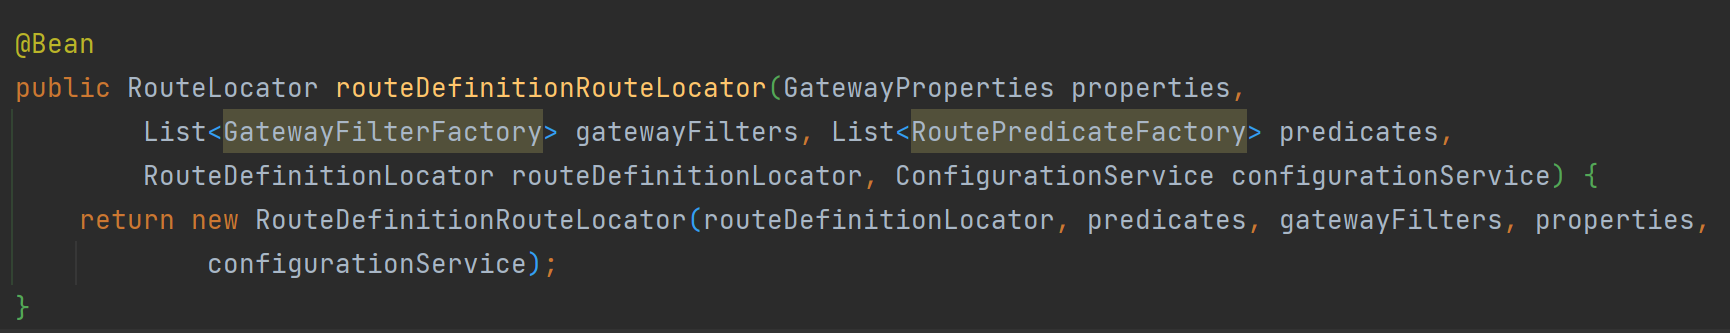 @Bean
public RouteLocator routeDefinitionRouteLocator(GatewayProperties properties,
List<GatewayFilterFactory> gatewayFilters, List<RoutePredicateFactory> predicates,
RouteDefinitionLocator routeDefinitionLocator, ConfigurationService configurationService) {
return new RouteDefinitionRouteLocator(routeDefinitionLocator, predicates, gatewayFilters, properties,
configurationService);
}